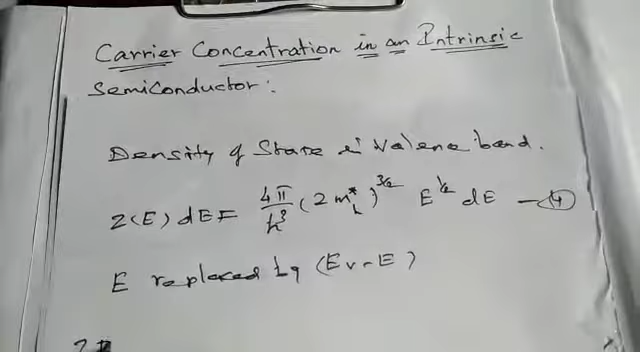 Carrier Concentration in an Intrinsic
Semiconductor:
Density of State in Valence band.
Z(E) dE = 4π/h³ (2m*h)^3/2 E^1/2 dE — (4)
E replaced by (Ev-E)